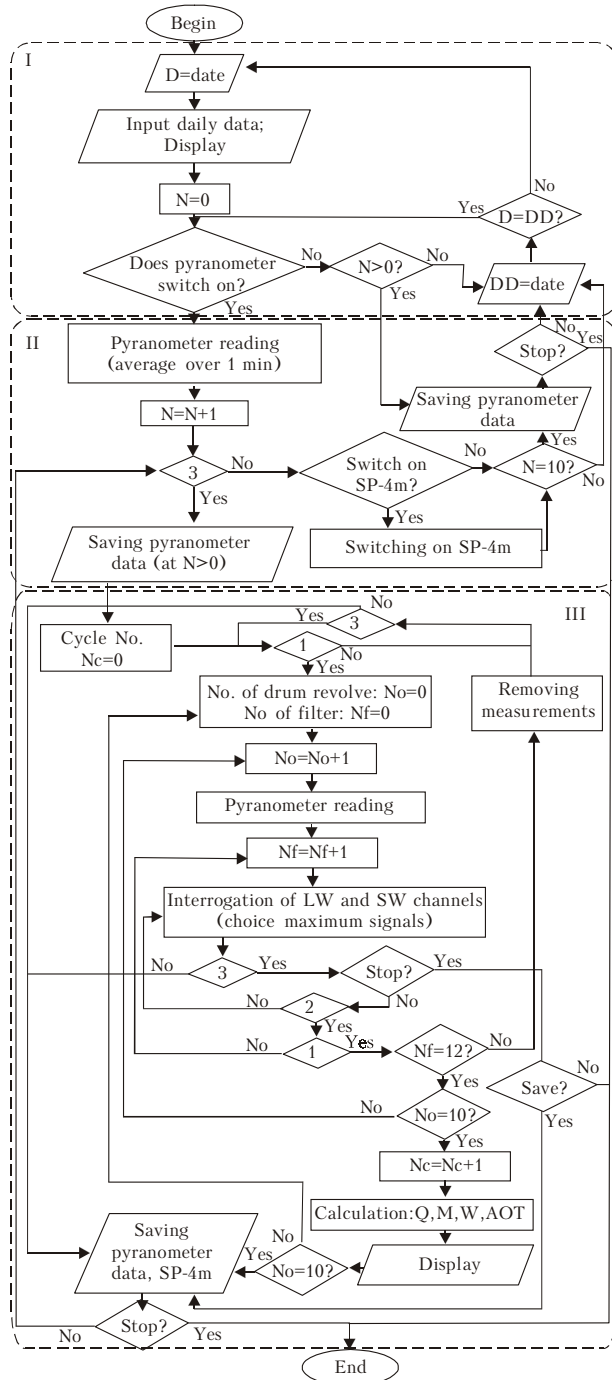 Begin
I
D=date
Input daily data;
Display
N=0
No
Yes
D=DD?
Does pyranometer
switch on?
No
N>0?
No
DD=date
Yes
Yes
II
Pyranometer reading
(average over 1 min)
No
Yes
Stop?
N=N+1
Saving pyranometer
data
3
No
Switch on
SP-4m?
No
Yes
N=10?
No
Yes
Yes
Saving pyranometer
data (at N>0)
Switching on SP-4m
III
Cycle No.
Nc=0
Yes
No
3
1
No
Yes
No. of drum revolve: No=0
No of filter: Nf=0
Removing
measurements
No=No+1
Pyranometer reading
Nf=Nf+1
Interrogation of LW and SW channels
(choice maximum signals)
No
3
Yes
Stop?
Yes
No
2
No
Yes
No
1
Yes
Nf=12?
No
Yes
Save?
No
Yes
No
No=10?
Yes
Nc=Nc+1
Calculation:Q,M,W,AOT
Saving
pyranometer
data, SP-4m
Yes
No
No=10?
Display
No
Stop?
Yes
End